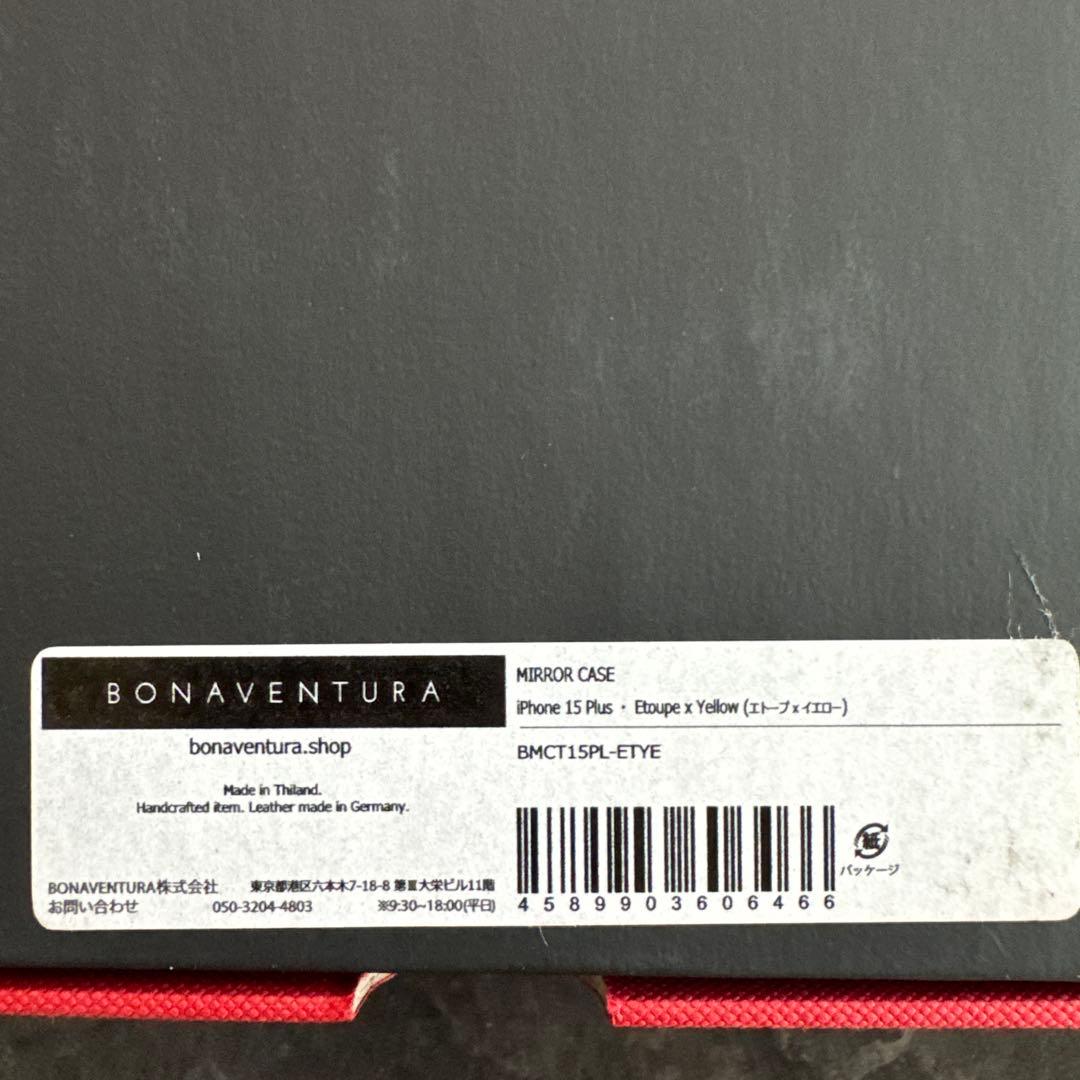 BONAVENTURA
bonaventura.shop
Made in Thiland.
Handcrafted item. Leather made in Germany.
BONAVENTURA株式会社 東京都港区六本木7-18-8 第Ⅲ大栄ビル11階
お問い合わせ 050-3204-4803 ※9:30~18:00(平日)
MIRROR CASE
iPhone 15 Plus・Etoupe x Yellow (エトープ x イエロー)
BMCT15PL-ETYE
4589903606466
紙
パッケージ